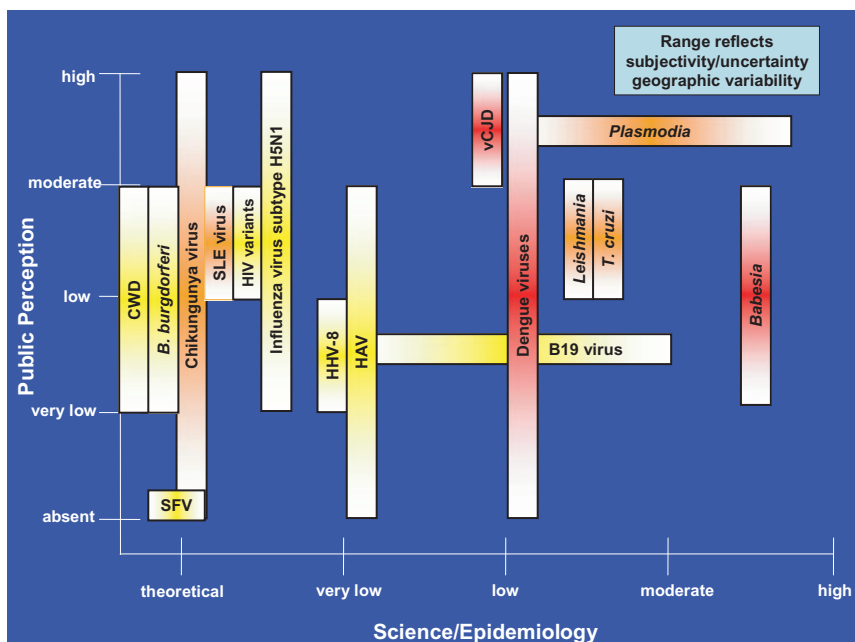 Range reflects
subjectivity/uncertainty
geographic variability
high
moderate
low
very low
absent
Public Perception
CWD
B. burgdorferi
Chikungunya virus
SLE virus
HIV variants
Influenza virus subtype H5N1
SFV
HHV-8
HAV
vCJD
Dengue viruses
Plasmodia
Leishmania
T. cruzi
B19 virus
Babesia
theoretical
very low
low
moderate
high
Science/Epidemiology